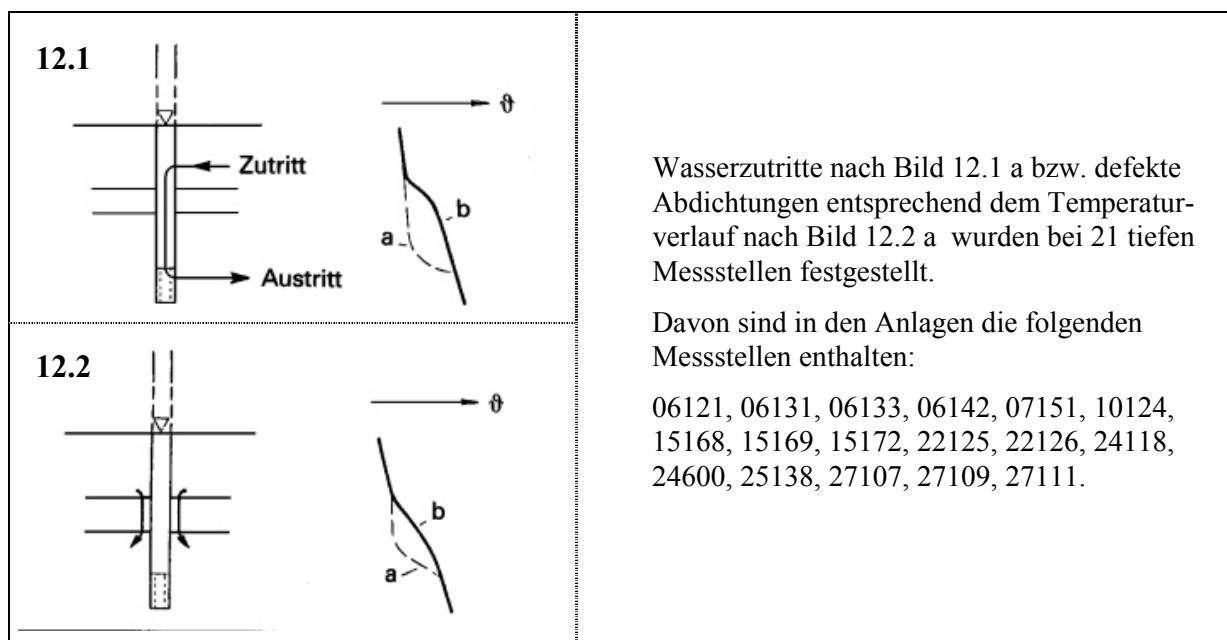 12.1
ϑ
Zutritt
b
a
Austritt
12.2
ϑ
b
a
Wasserzutritte nach Bild 12.1 a bzw. defekte
Abdichtungen entsprechend dem Temperatur-
verlauf nach Bild 12.2 a wurden bei 21 tiefen
Messstellen festgestellt.
Davon sind in den Anlagen die folgenden
Messstellen enthalten:
06121, 06131, 06133, 06142, 07151, 10124,
15168, 15169, 15172, 22125, 22126, 24118,
24600, 25138, 27107, 27109, 27111.